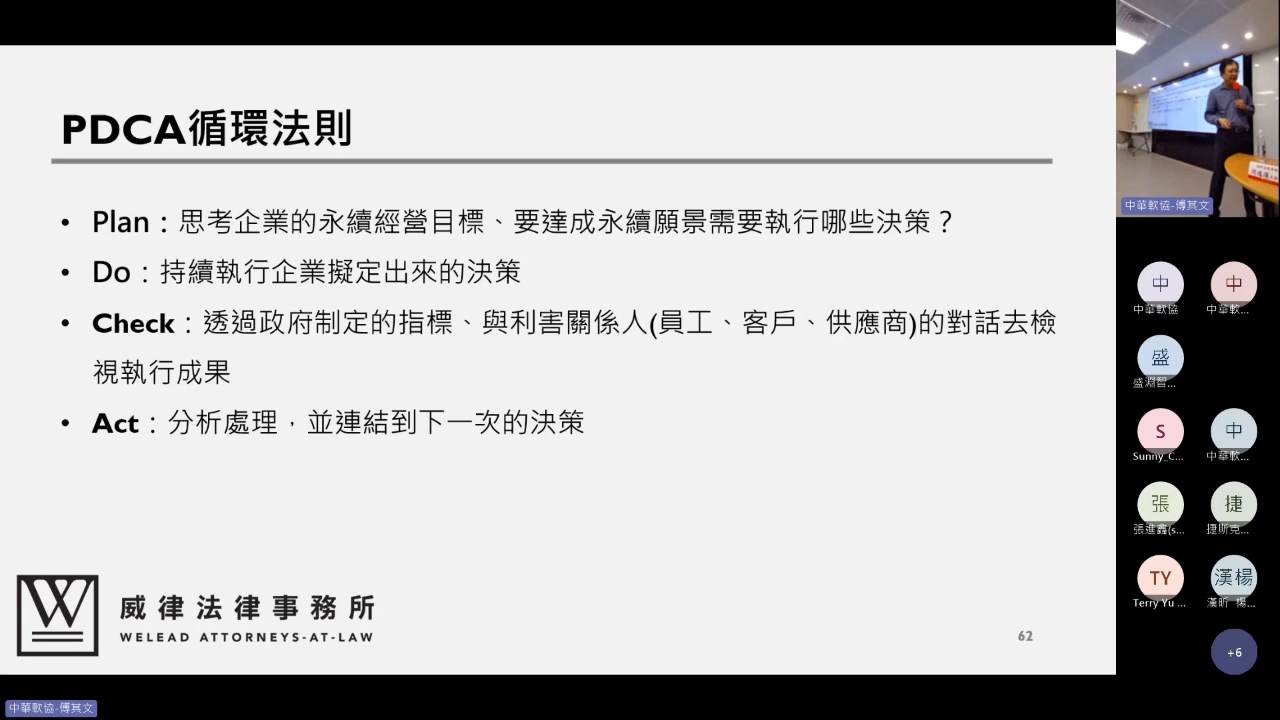 PDCA循環法則
• Plan：思考企業的永續經營目標、要達成永續願景需要執行哪些決策？
• Do：持續執行企業擬定出來的決策
• Check：透過政府制定的指標、與利害關係人(員工、客戶、供應商)的對話去檢
視執行成果
• Act：分析處理，並連結到下一次的決策
W
威律法律事務所
WELEAD ATTORNEYS-AT-LAW
62
中華軟協-傅其文
中華軟協-傅其文
中 中
中華軟協 中華軟...
盛
盛淵智...
S 中
Sunny_C... 中華軟...
張 捷
張進鑫(s... 捷斯克...
TY 漢楊
Terry Yu ... 漢昕 楊...
+6